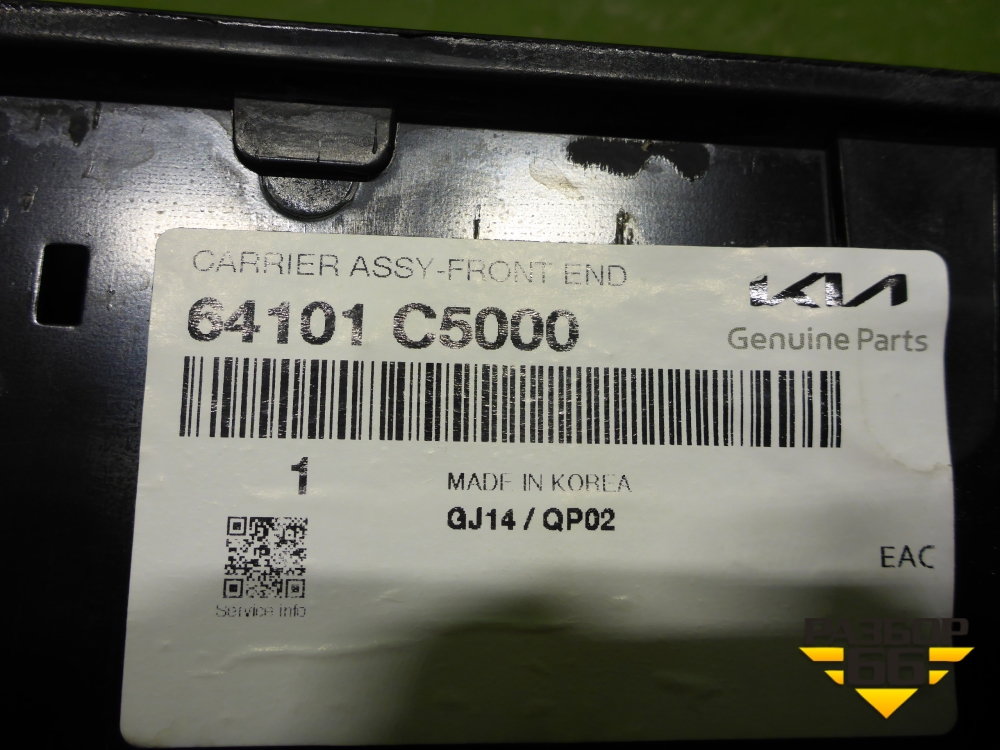 CARRIER ASSY-FRONT END
64101 C5000
KIA
Genuine Parts
1
MADE IN KOREA
GJ14 / QP02
EAC
Service info
РАЗБОР
66